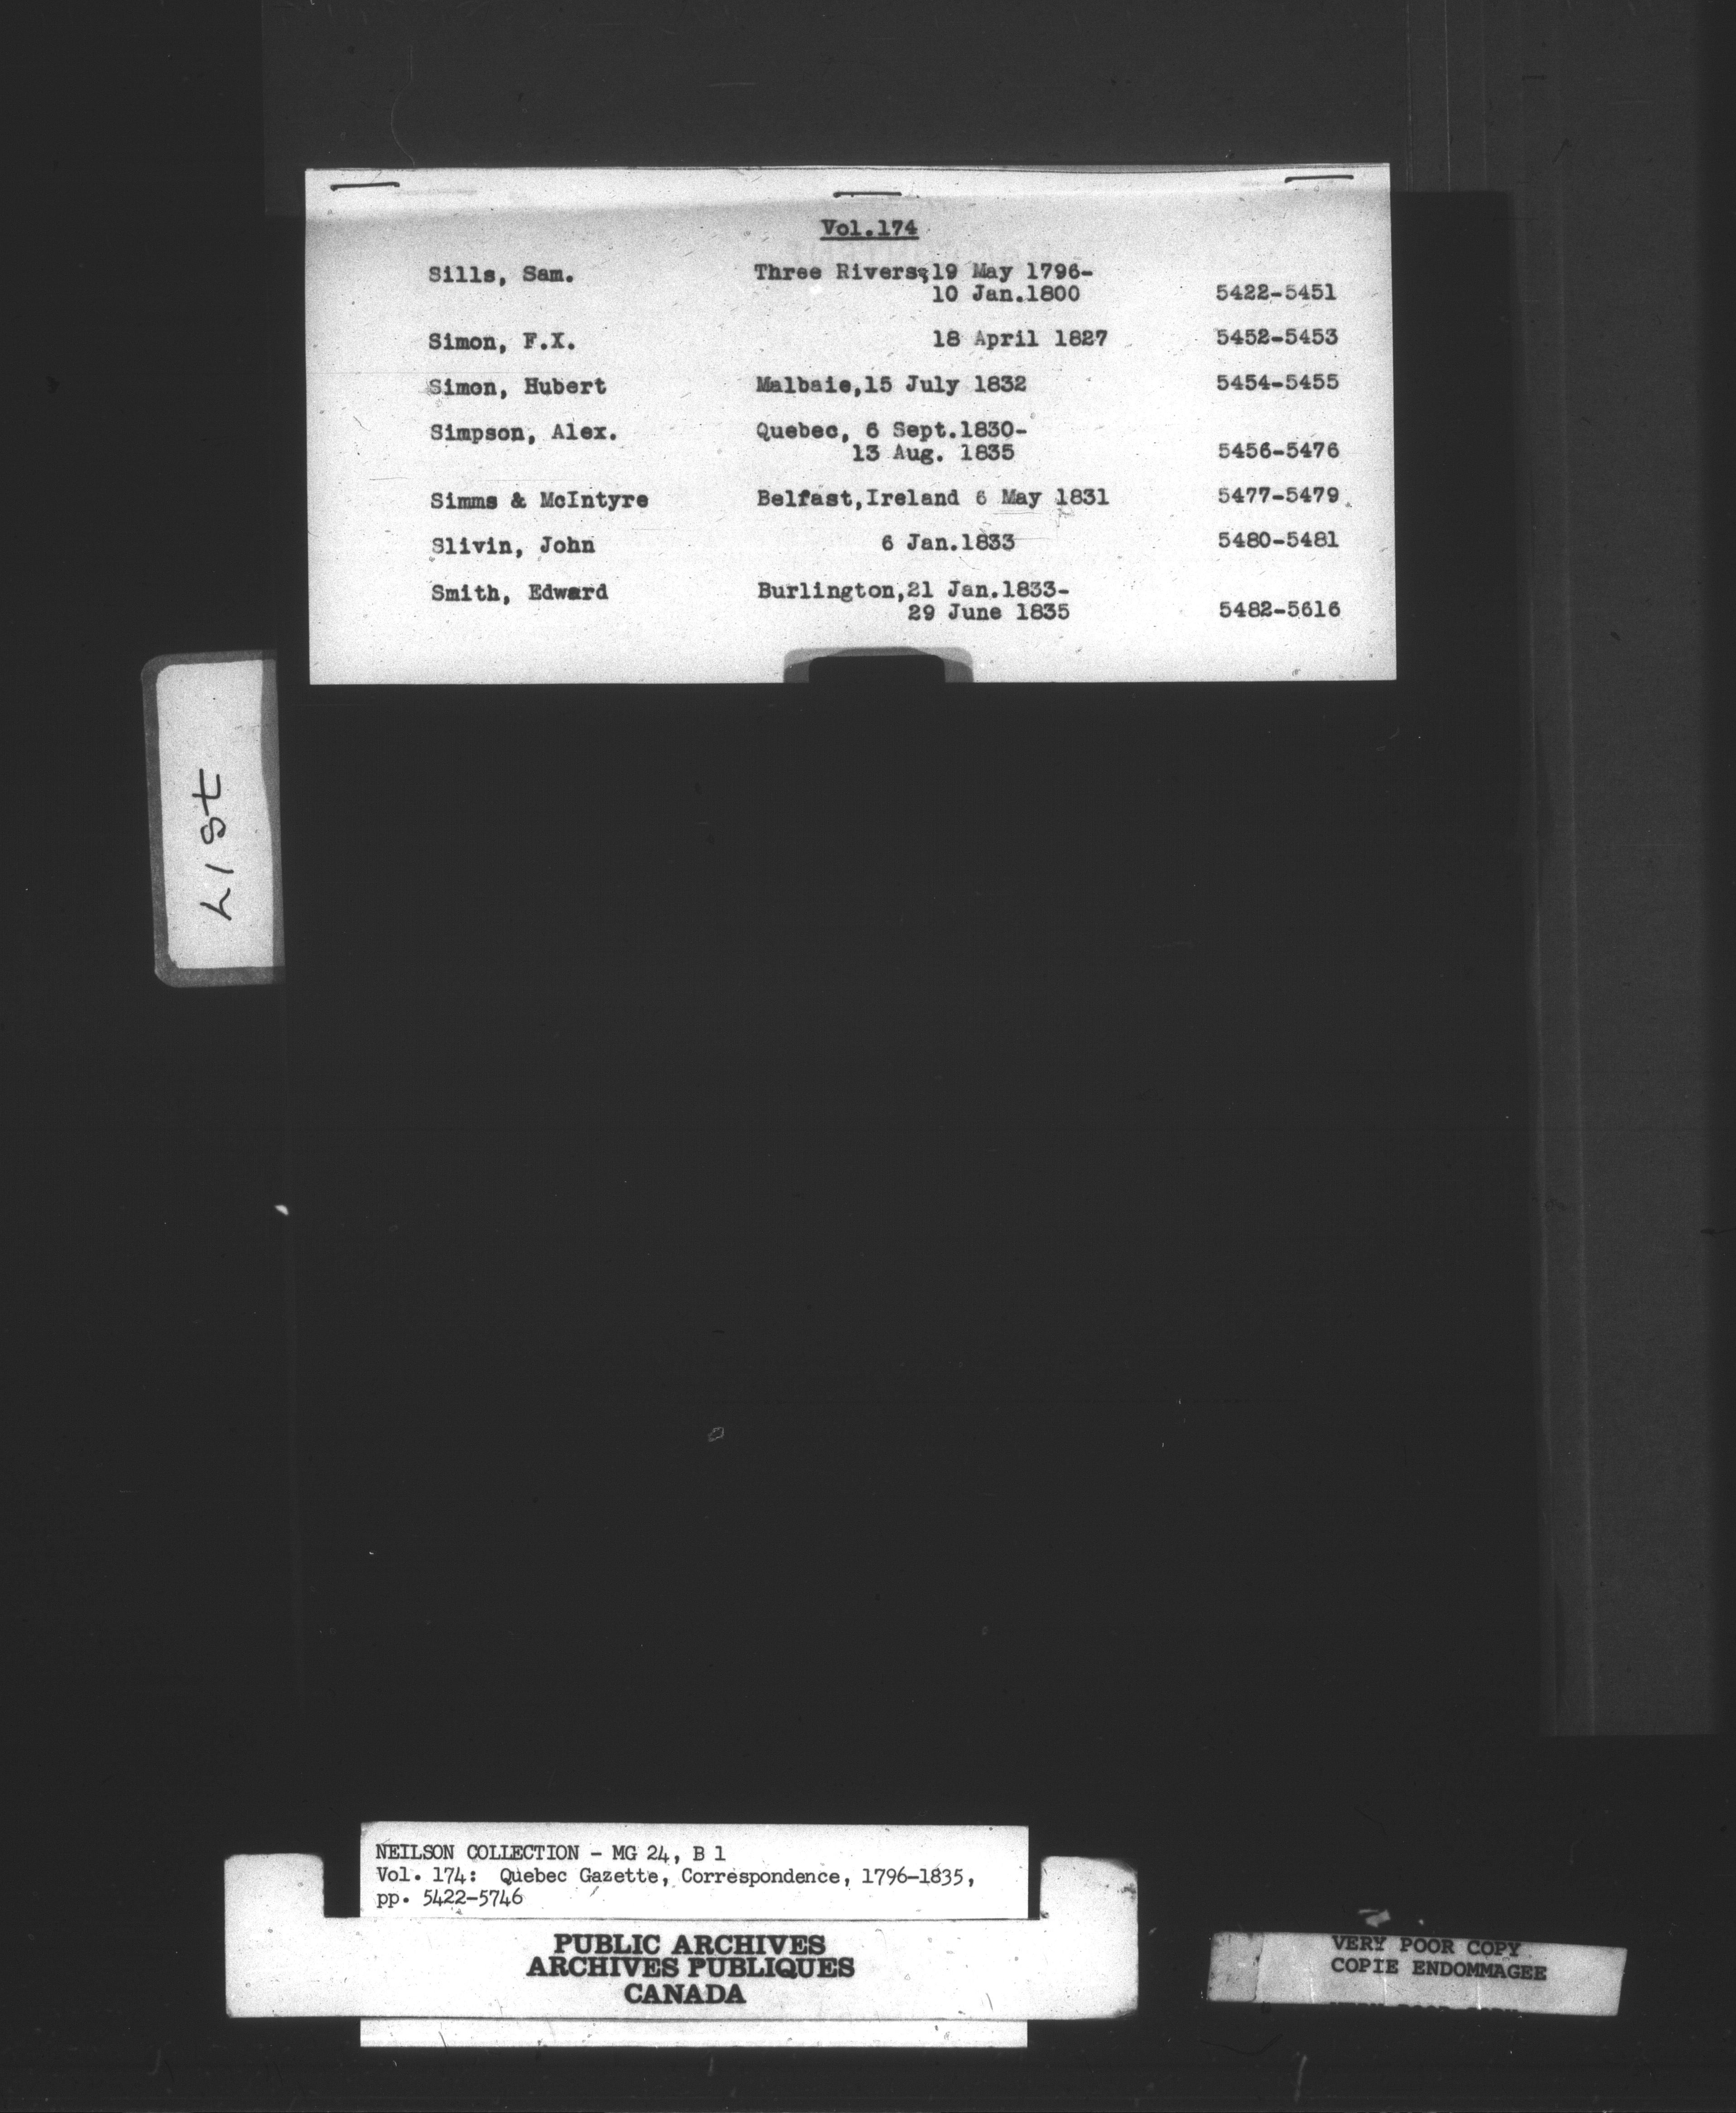 Vol.174
Sills, Sam. Three Rivers,19 May 1796-
10 Jan.1800 5422-5451
Simon, F.X. 18 April 1827 5452-5453
Simon, Hubert Malbaie,15 July 1832 5454-5455
Simpson, Alex. Quebec, 6 Sept.1830-
13 Aug. 1835 5456-5476
Simms & McIntyre Belfast,Ireland 6 May 1831 5477-5479
Slivin, John 6 Jan.1833 5480-5481
Smith, Edward Burlington,21 Jan.1833-
29 June 1835 5482-5616
List
NEILSON COLLECTION - MG 24, B 1
Vol. 174: Quebec Gazette, Correspondence, 1796-1835,
pp. 5422-5746
PUBLIC ARCHIVES
ARCHIVES PUBLIQUES
CANADA
VERY POOR COPY
COPIE ENDOMMAGEE